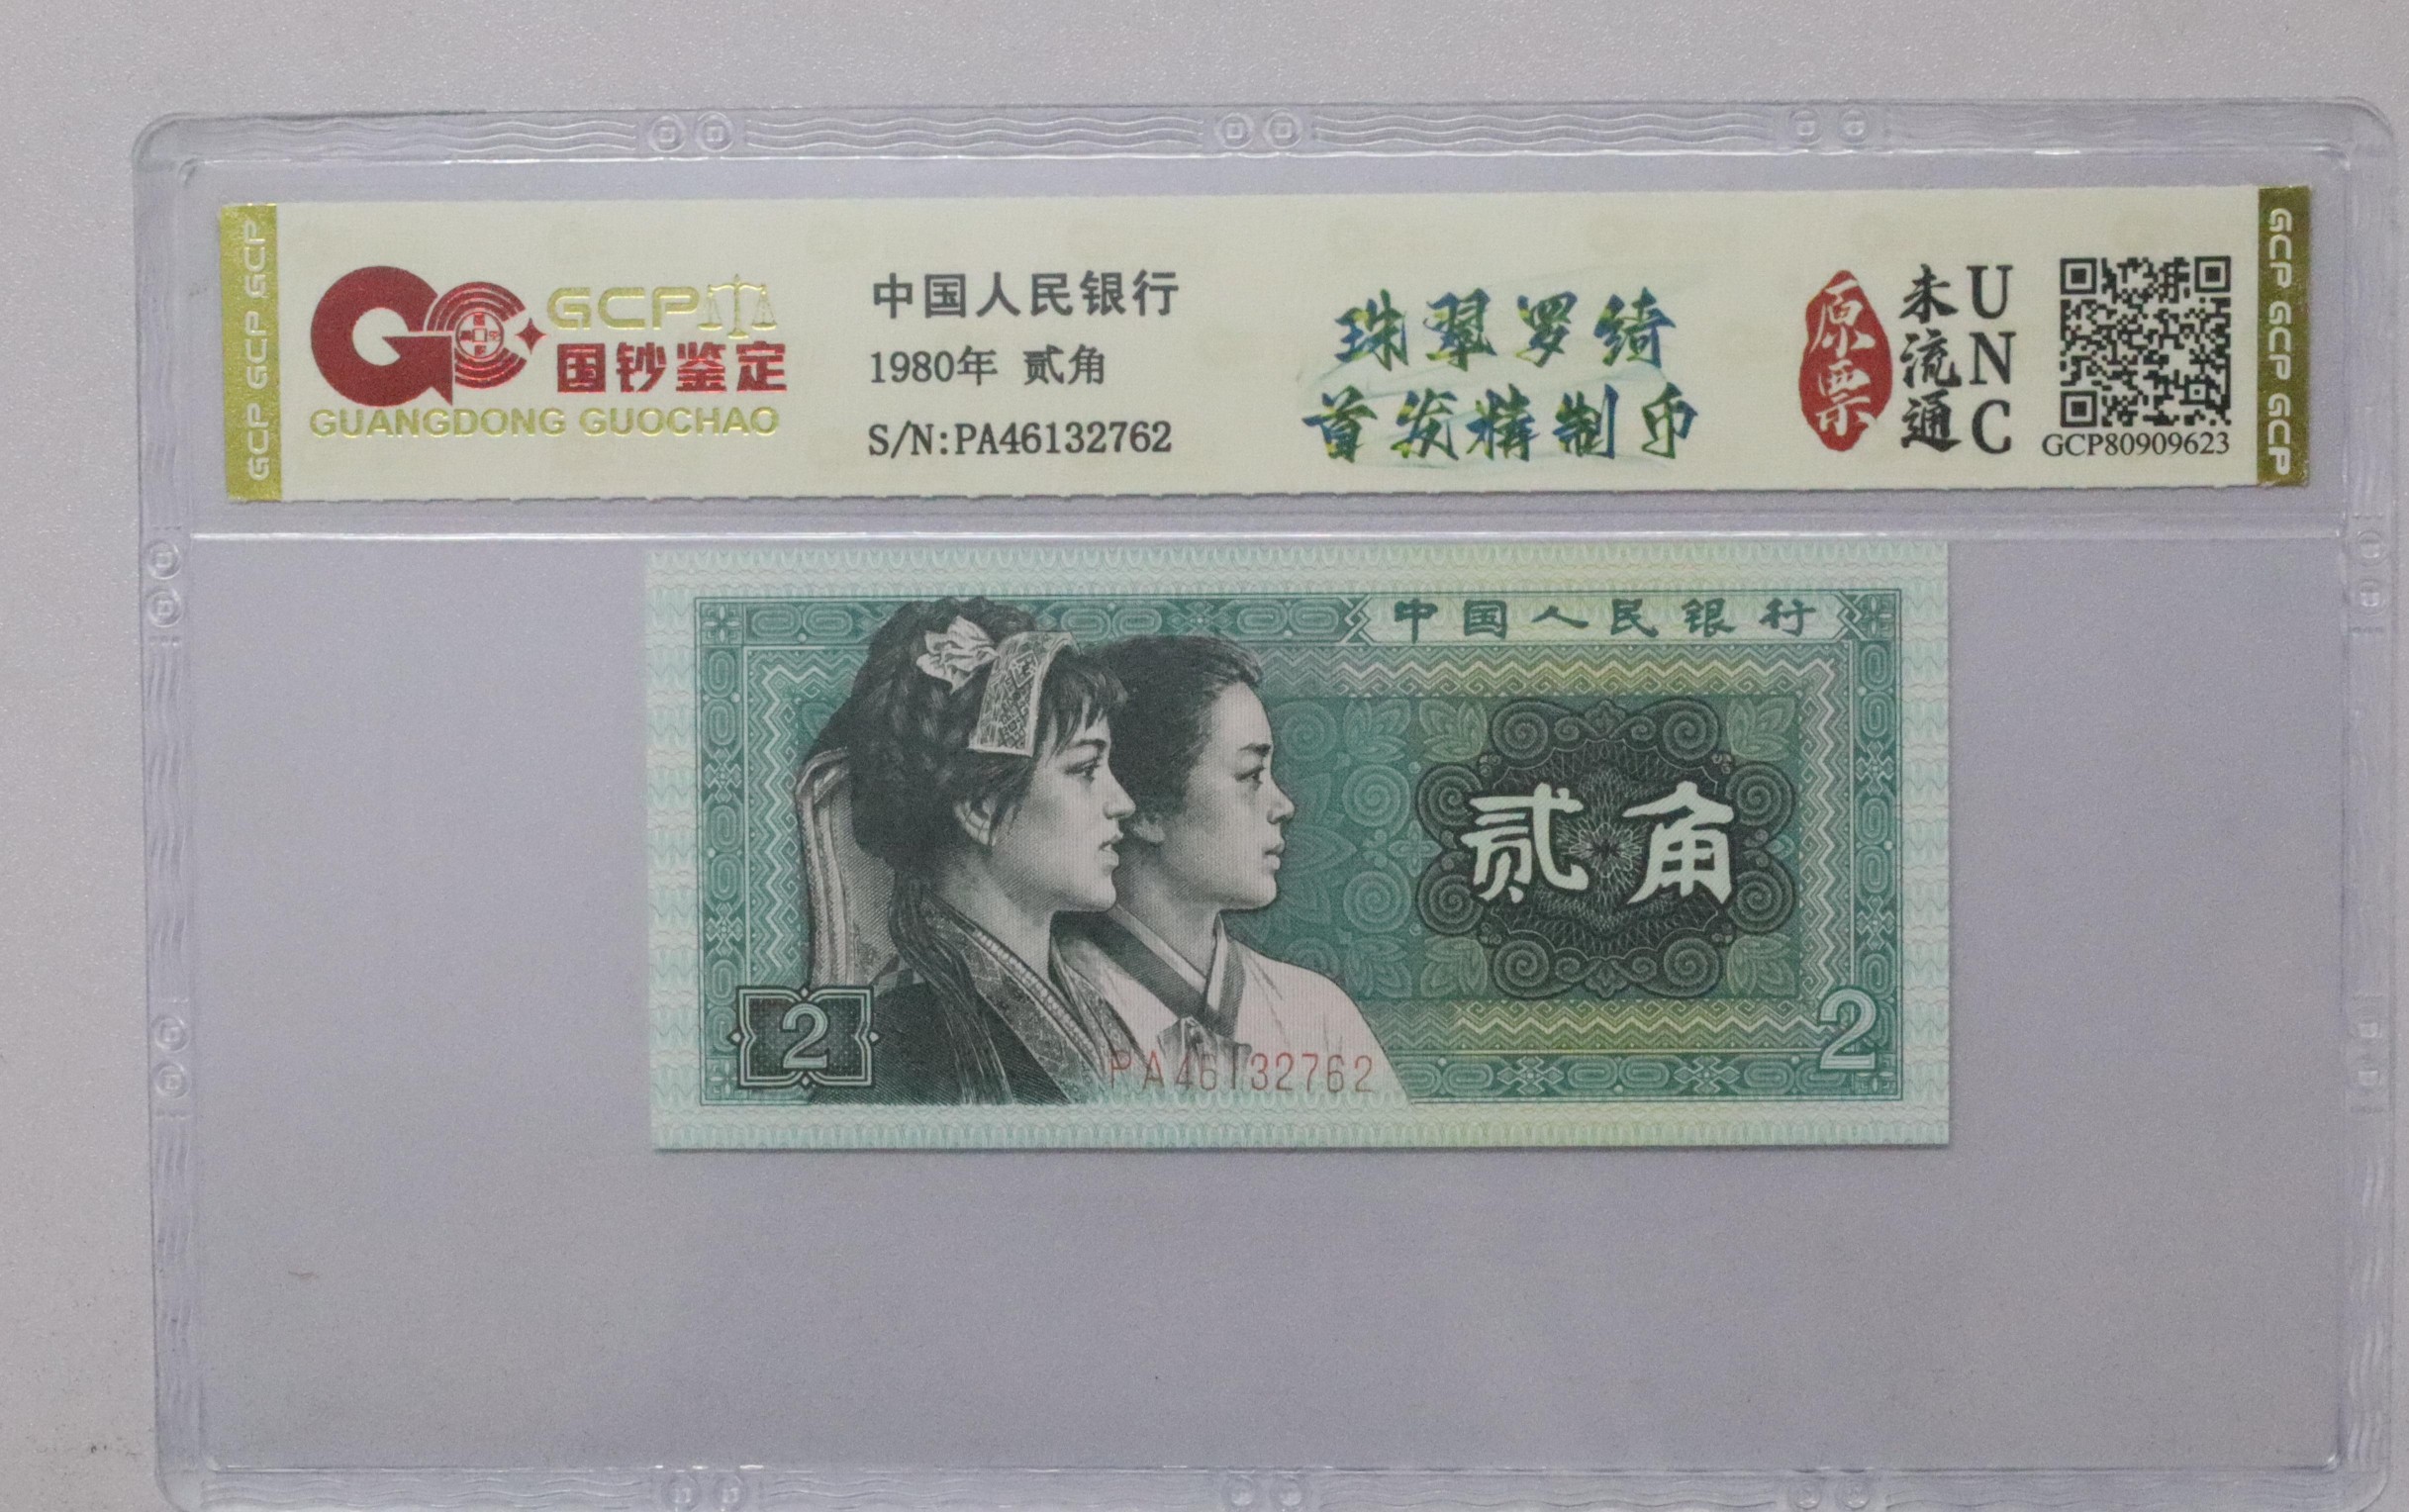 GCP GCP GCP
GCP
国钞鉴定
GUANGDONG GUOCHAO
中国人民银行
1980年 贰角
S/N:PA46132762
珠翠罗绮
首发精制币
原票
未流通
UNC
GCP80909623
GCP GCP GCP
中国人民银行
贰角
2
2
PA46132762